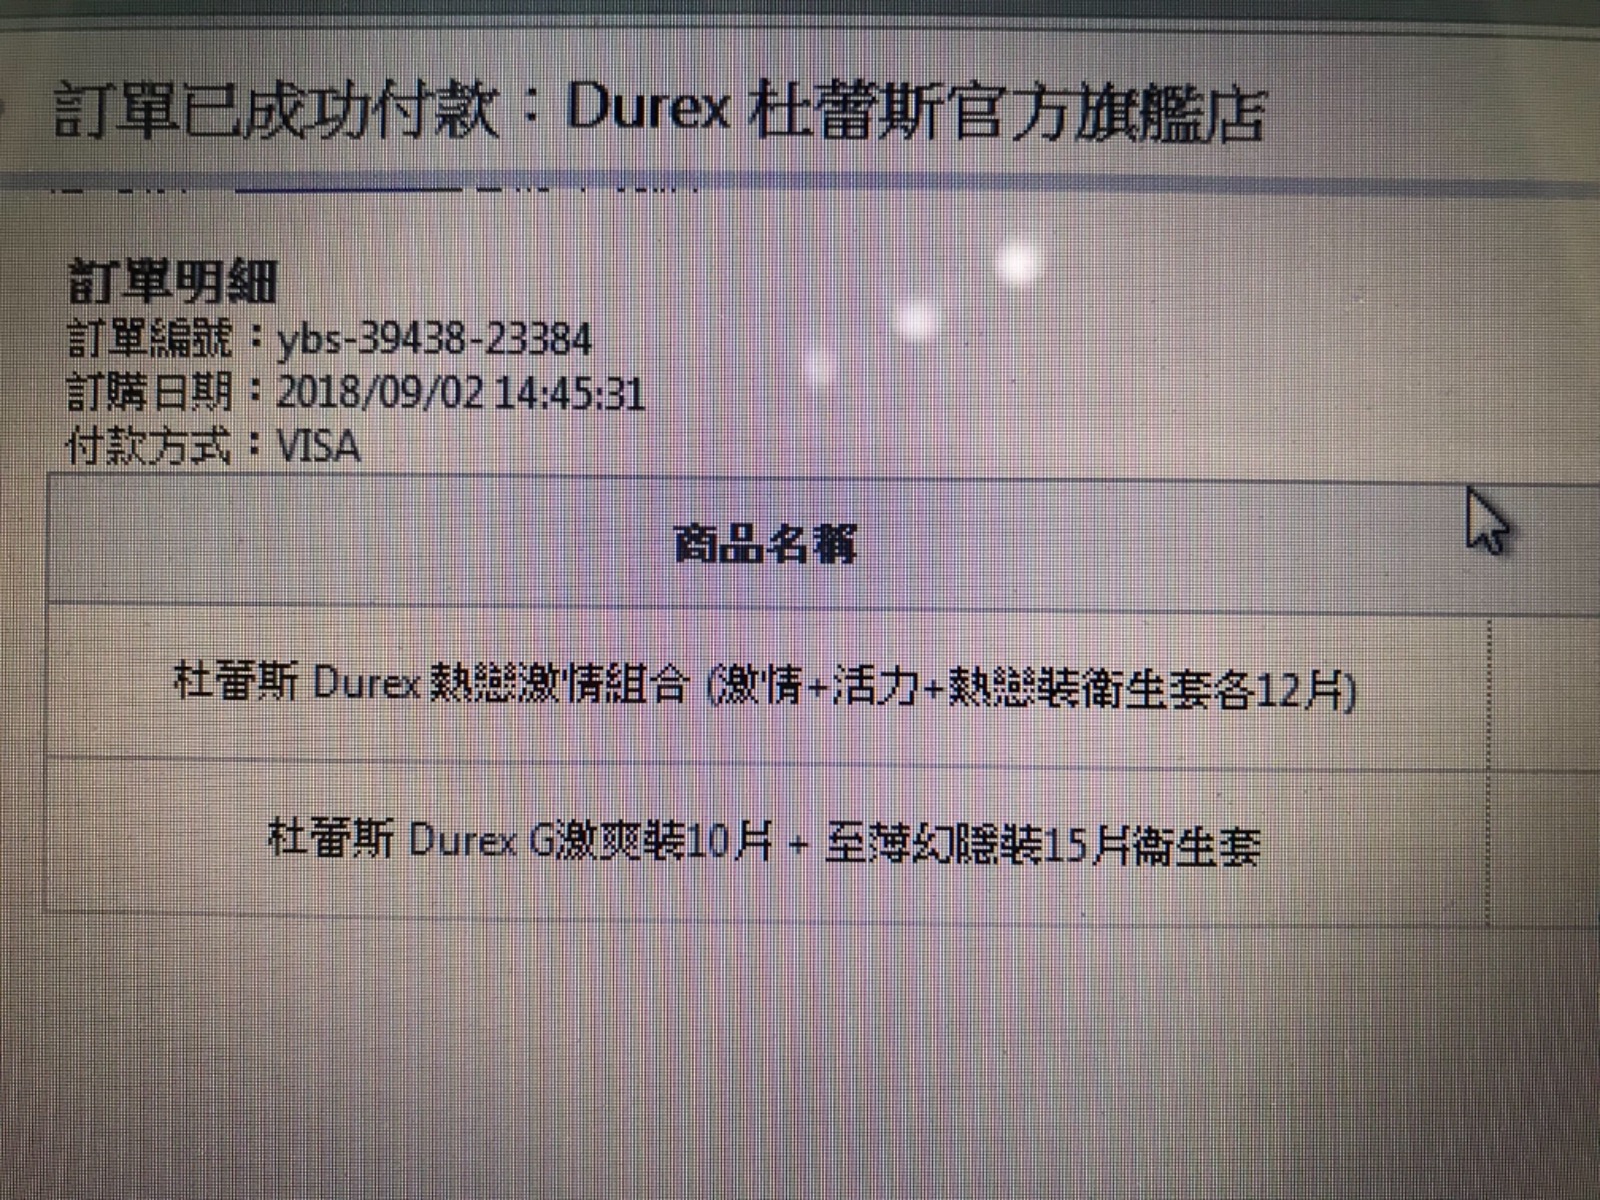 訂單已成功付款：Durex 杜蕾斯官方旗艦店
訂單明細
訂單編號：ybs-39438-23384
訂購日期：2018/09/02 14:45:31
付款方式：VISA
商品名稱
杜蕾斯 Durex 熱戀激情組合 (激情+活力+熱戀裝衛生套各12片)
杜蕾斯 Durex G激爽裝10片 + 至薄幻隱裝15片衛生套